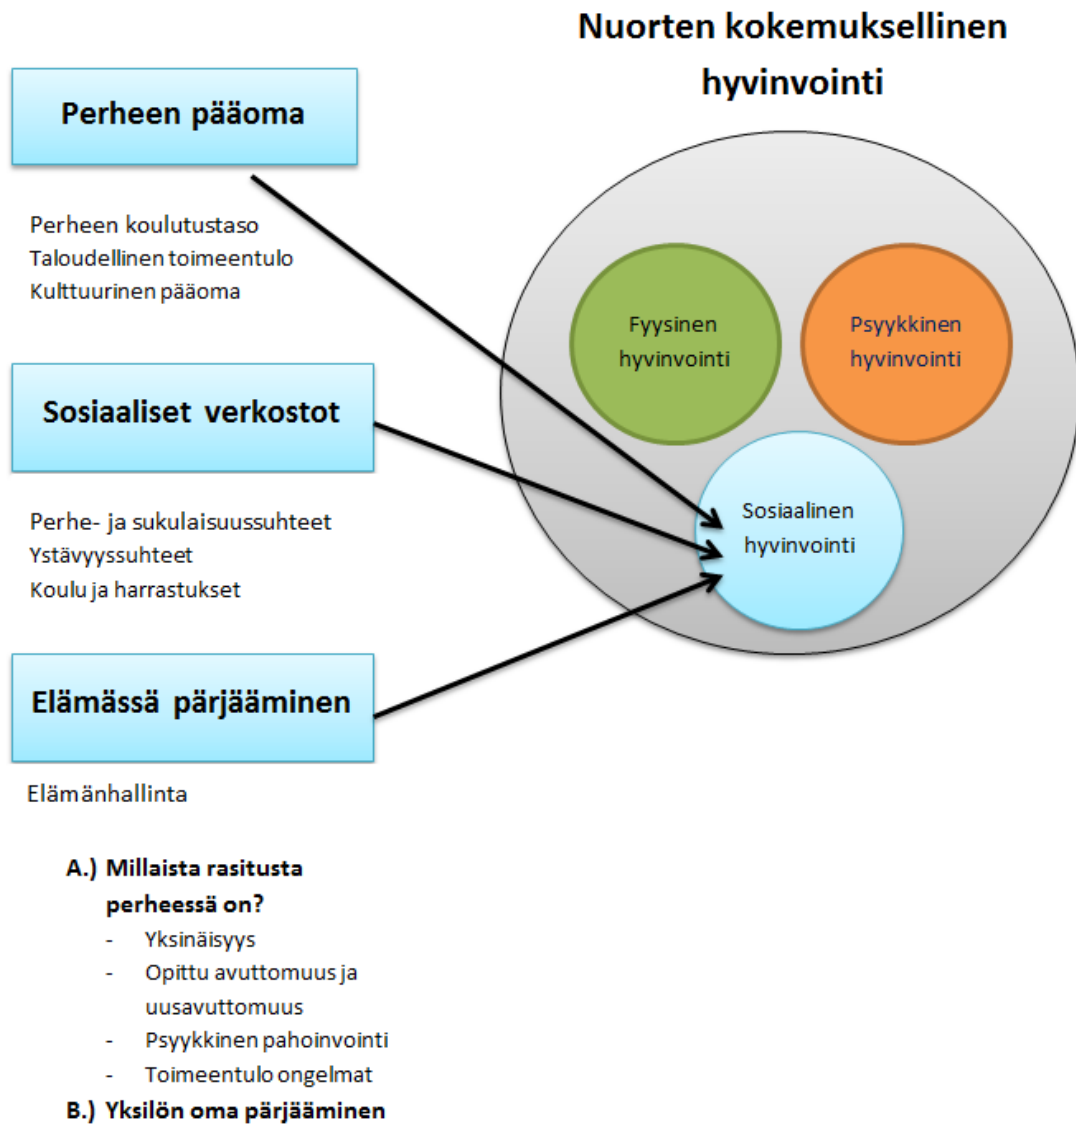 Nuorten kokemuksellinen
hyvinvointi
Perheen pääoma
Perheen koulutustaso
Taloudellinen toimeentulo
Kulttuurinen pääoma
Fyysinen
hyvinvointi
Psyykkinen
hyvinvointi
Sosiaaliset verkostot
Sosiaalinen
hyvinvointi
Perhe- ja sukulaisuussuhteet
Ystävyyssuhteet
Koulu ja harrastukset
Elämässä pärjääminen
Elämänhallinta
A.) Millaista rasitusta
perheessä on?
- Yksinäisyys
- Opittu avuttomuus ja
uusavuttomuus
- Psyykkinen pahoinvointi
- Toimeentulo ongelmat
B.) Yksilön oma pärjääminen